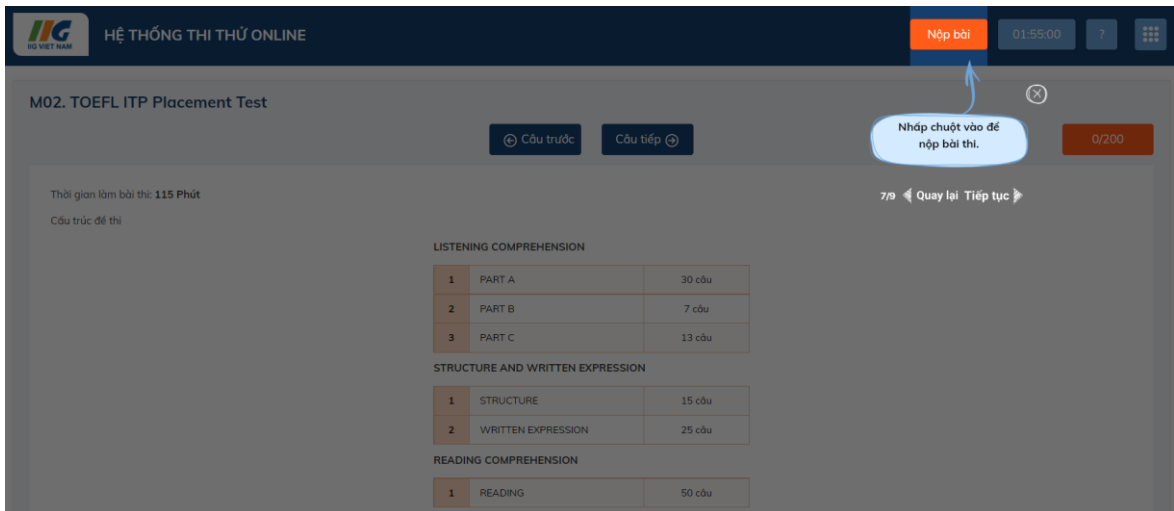 IIG VIET NAM
HỆ THỐNG THI THỬ ONLINE
Nộp bài
01:55:00
?
M02. TOEFL ITP Placement Test
Câu trước
Câu tiếp
Nhấp chuột vào để
nộp bài thi.
0/200
Thời gian làm bài thi: 115 Phút
7/9 Quay lại Tiếp tục
Cấu trúc đề thi
LISTENING COMPREHENSION
1 PART A 30 câu
2 PART B 7 câu
3 PART C 13 câu
STRUCTURE AND WRITTEN EXPRESSION
1 STRUCTURE 15 câu
2 WRITTEN EXPRESSION 25 câu
READING COMPREHENSION
1 READING 50 câu